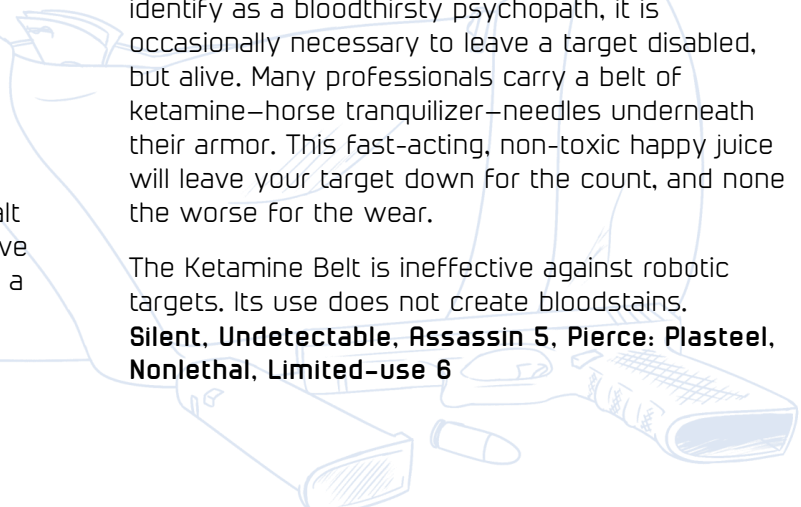 identify as a bloodthirsty psychopath, it is
occasionally necessary to leave a target disabled,
but alive. Many professionals carry a belt of
ketamine–horse tranquilizer–needles underneath
their armor. This fast-acting, non-toxic happy juice
will leave your target down for the count, and none
the worse for the wear.
The Ketamine Belt is ineffective against robotic
targets. Its use does not create bloodstains.
Silent, Undetectable, Assassin 5, Pierce: Plasteel,
Nonlethal, Limited-use 6